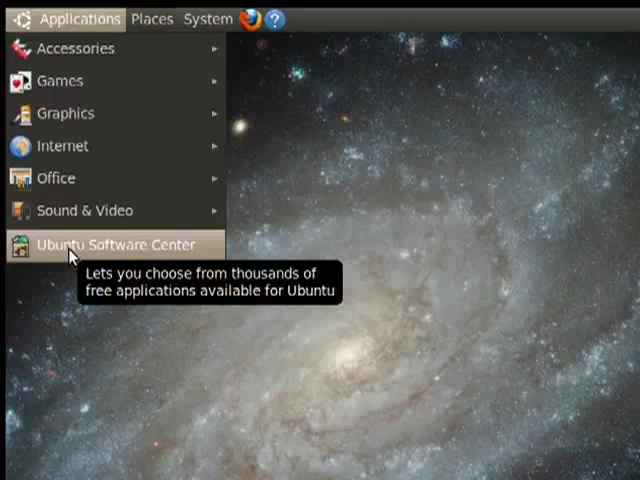 Applications Places System
Accessories
Games
Graphics
Internet
Office
Sound & Video
Ubuntu Software Center
Lets you choose from thousands of
free applications available for Ubuntu